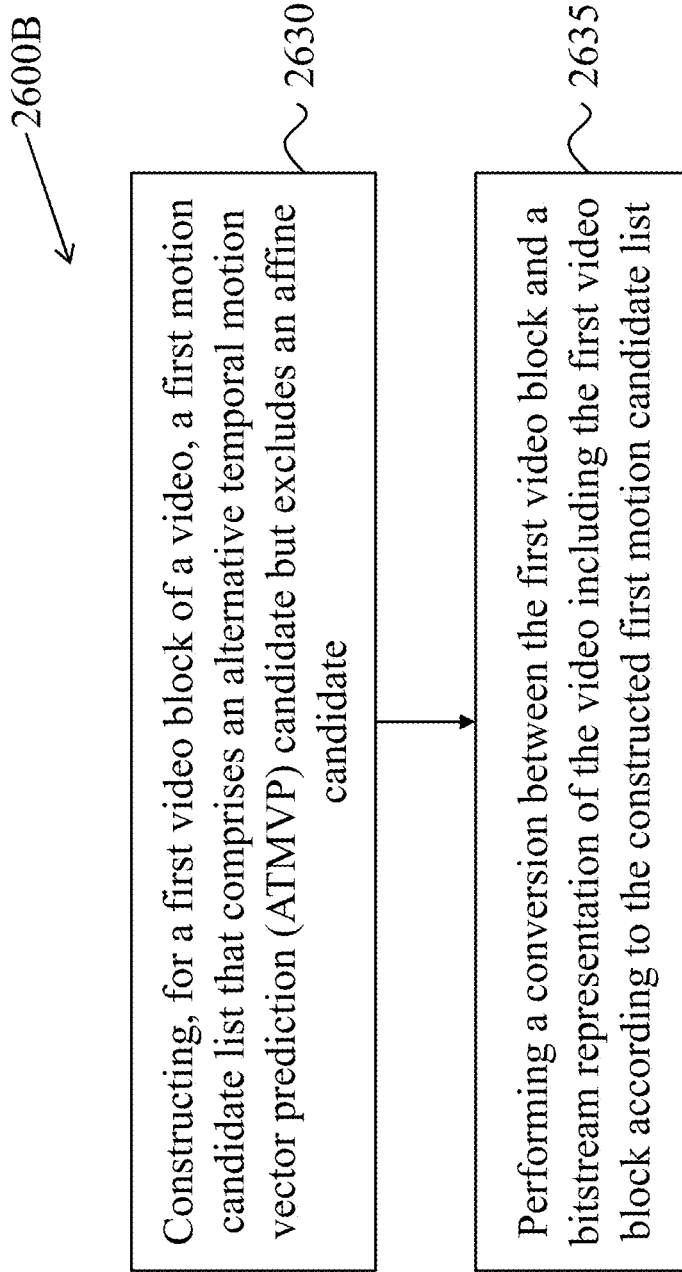 2600B
Constructing, for a first video block of a video, a first motion
candidate list that comprises an alternative temporal motion
vector prediction (ATMVP) candidate but excludes an affine
candidate
2630
Performing a conversion between the first video block and a
bitstream representation of the video including the first video
block according to the constructed first motion candidate list
2635